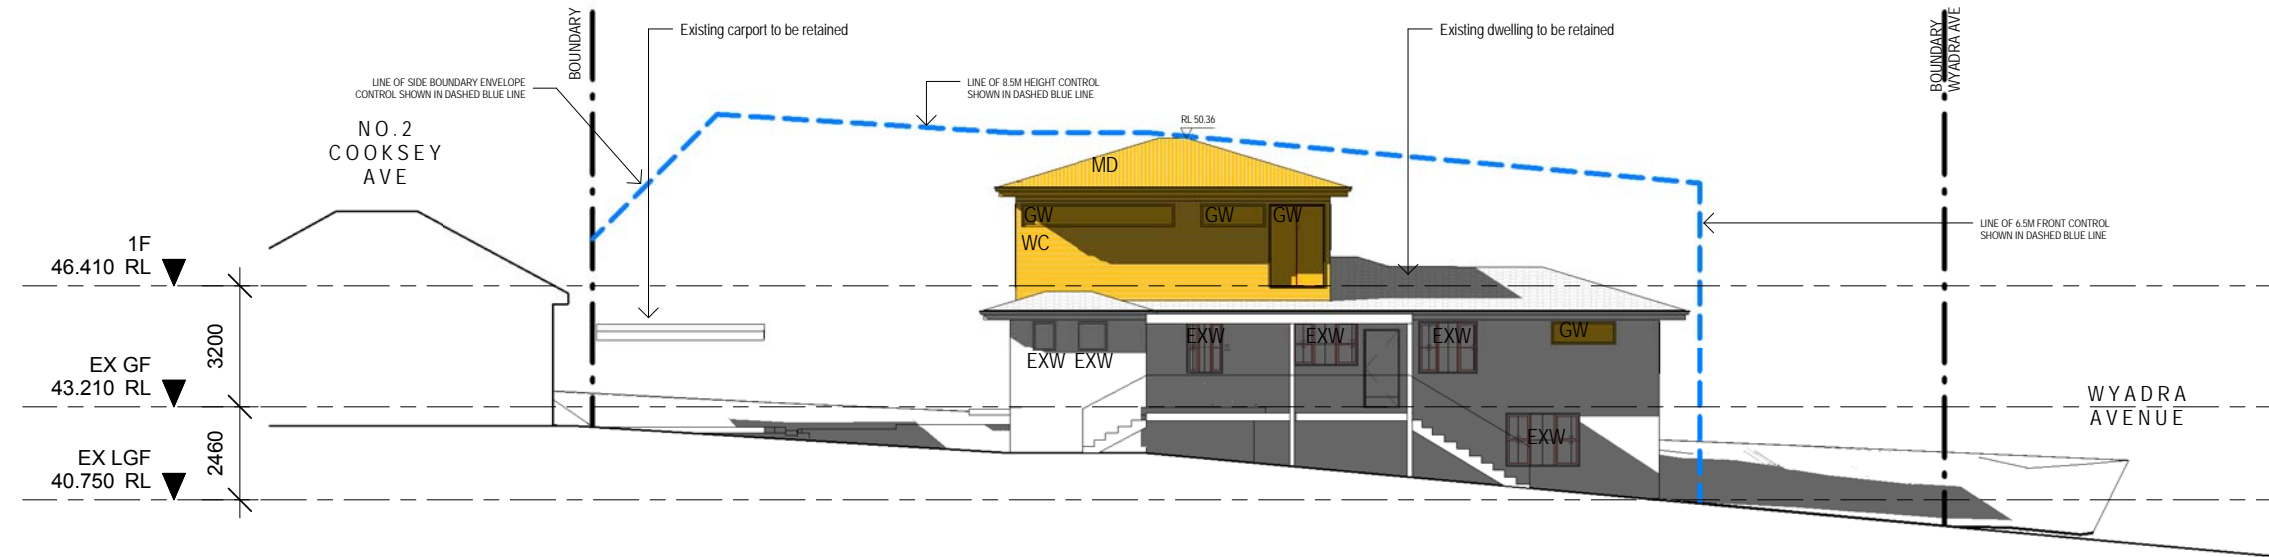 BOUNDARY
Existing carport to be retained
Existing dwelling to be retained
BOUNDARY
WYADRA AVE
LINE OF SIDE BOUNDARY ENVELOPE
CONTROL SHOWN IN DASHED BLUE LINE
LINE OF 8.5M HEIGHT CONTROL
SHOWN IN DASHED BLUE LINE
NO.2
COOKSEY
AVE
RL 50.36
MD
GW
GW
GW
WC
LINE OF 6.5M FRONT CONTROL
SHOWN IN DASHED BLUE LINE
1F
46.410 RL
3200
EXW
EXW
EXW
EXW
EXW
GW
EX GF
43.210 RL
WYADRA
AVENUE
2460
EXW
EX LGF
40.750 RL